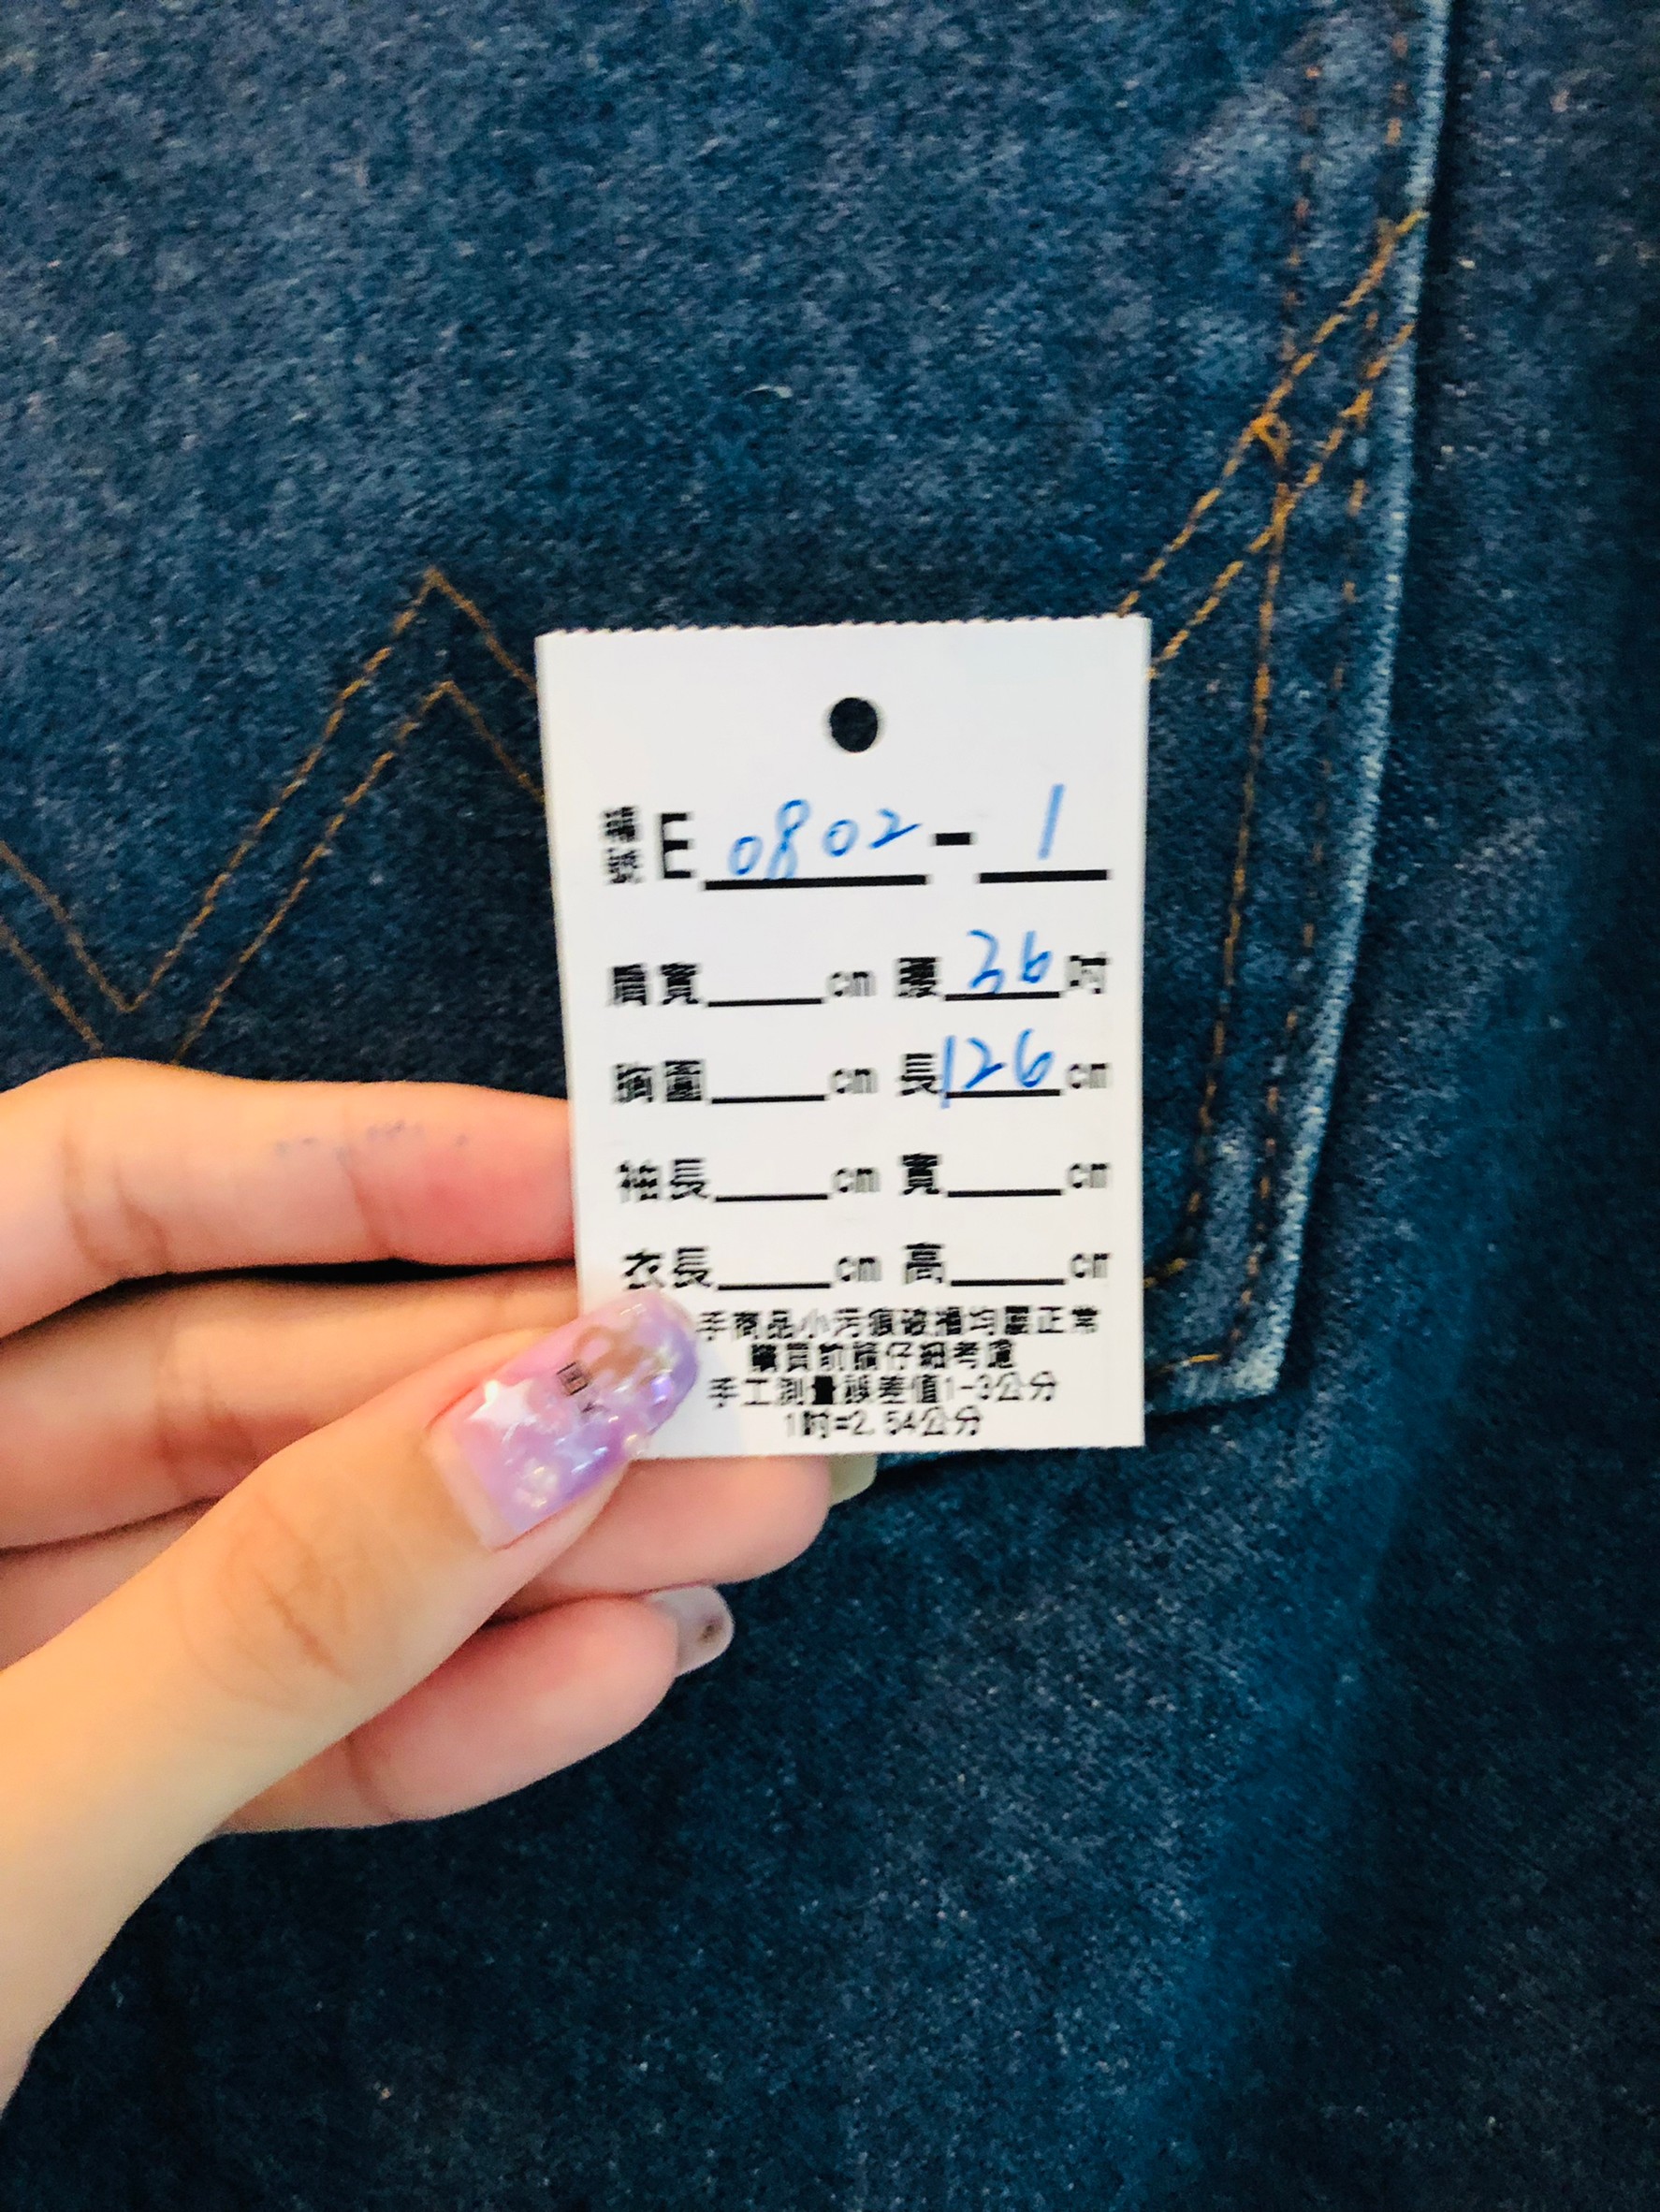 編號 E 0802 - 1
肩寬 cm 腰 36 吋
胸圍 cm 長 126 cm
袖長 cm 寬 cm
衣長 cm 高 cm
手商品小污痕破損均屬正常
購買前請仔細考慮
手工測量誤差值1-3公分
1吋=2.54公分